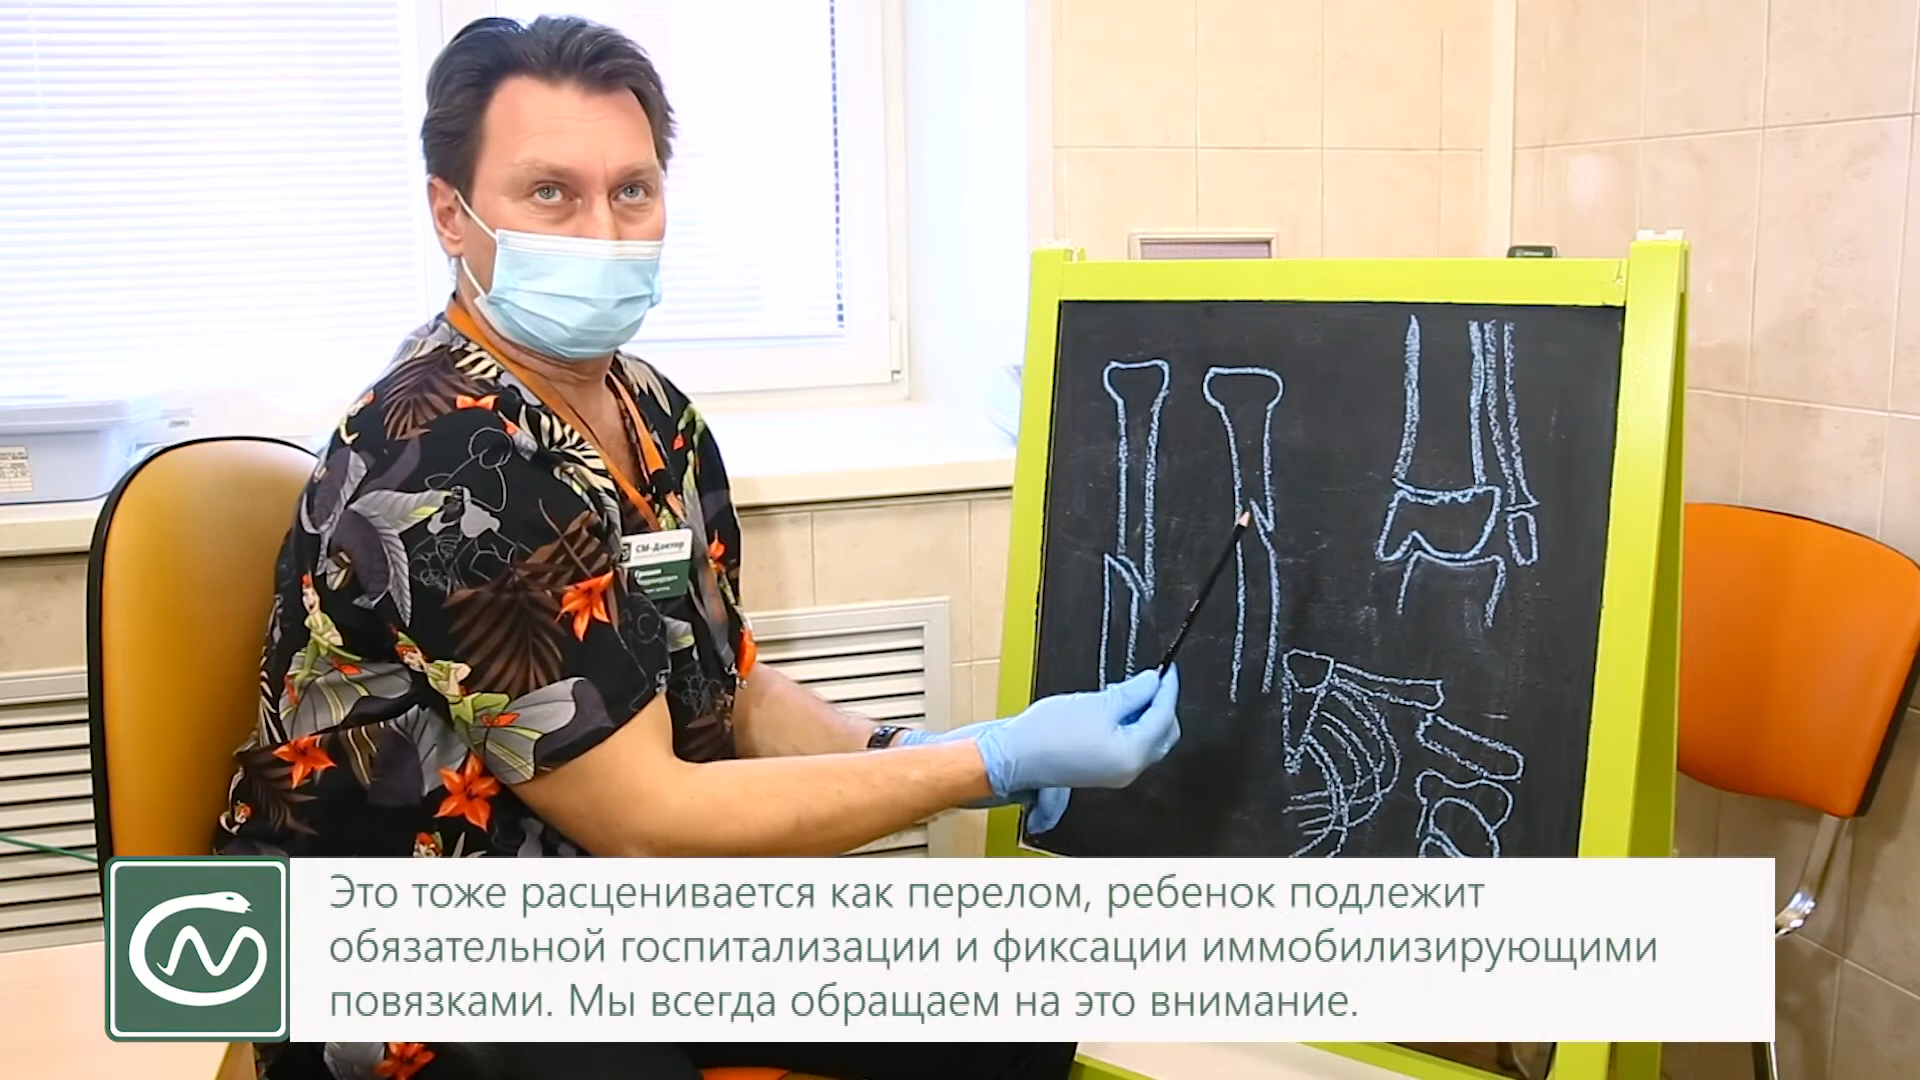 СМ-Доктор
Это тоже расценивается как перелом, ребенок подлежит
обязательной госпитализации и фиксации иммобилизирующими
повязками. Мы всегда обращаем на это внимание.